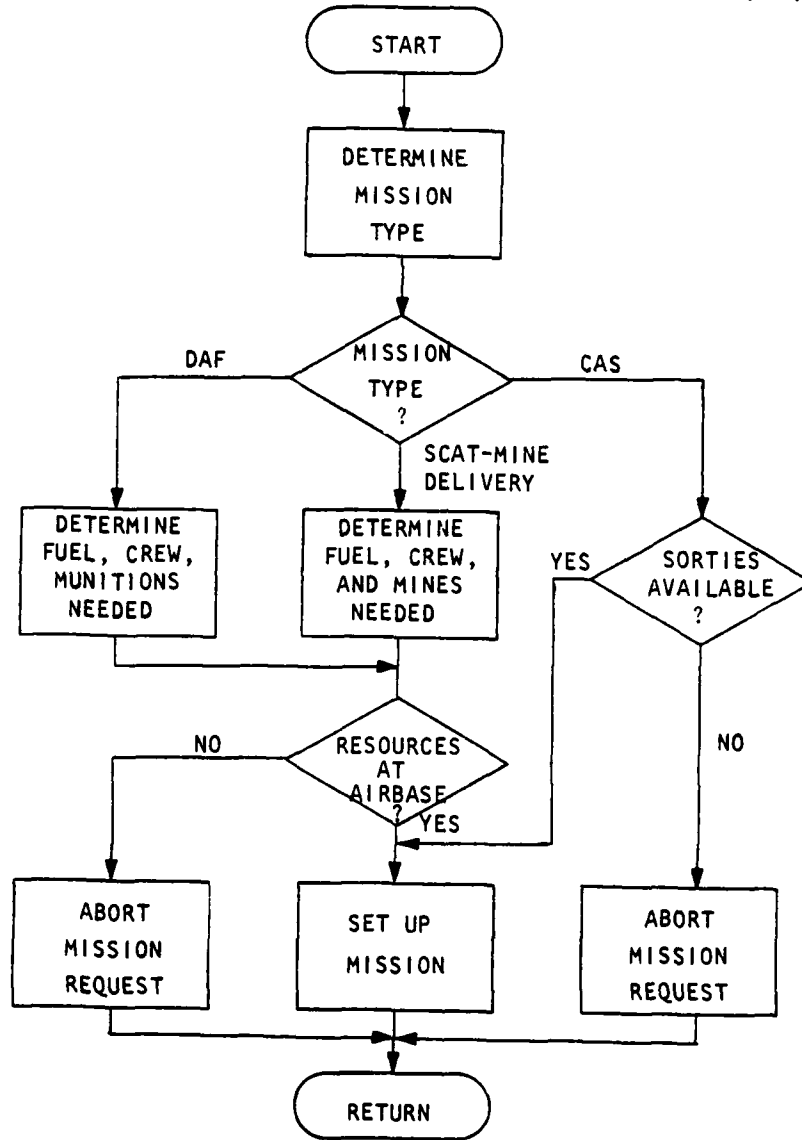 START
DETERMINE
MISSION
TYPE
MISSION
TYPE
?
DAF
CAS
SCAT-MINE
DELIVERY
DETERMINE
FUEL, CREW,
MUNITIONS
NEEDED
DETERMINE
FUEL, CREW,
AND MINES
NEEDED
YES
SORTIES
AVAILABLE
?
NO
RESOURCES
AT
AIRBASE
?
YES
NO
ABORT
MISSION
REQUEST
SET UP
MISSION
ABORT
MISSION
REQUEST
RETURN